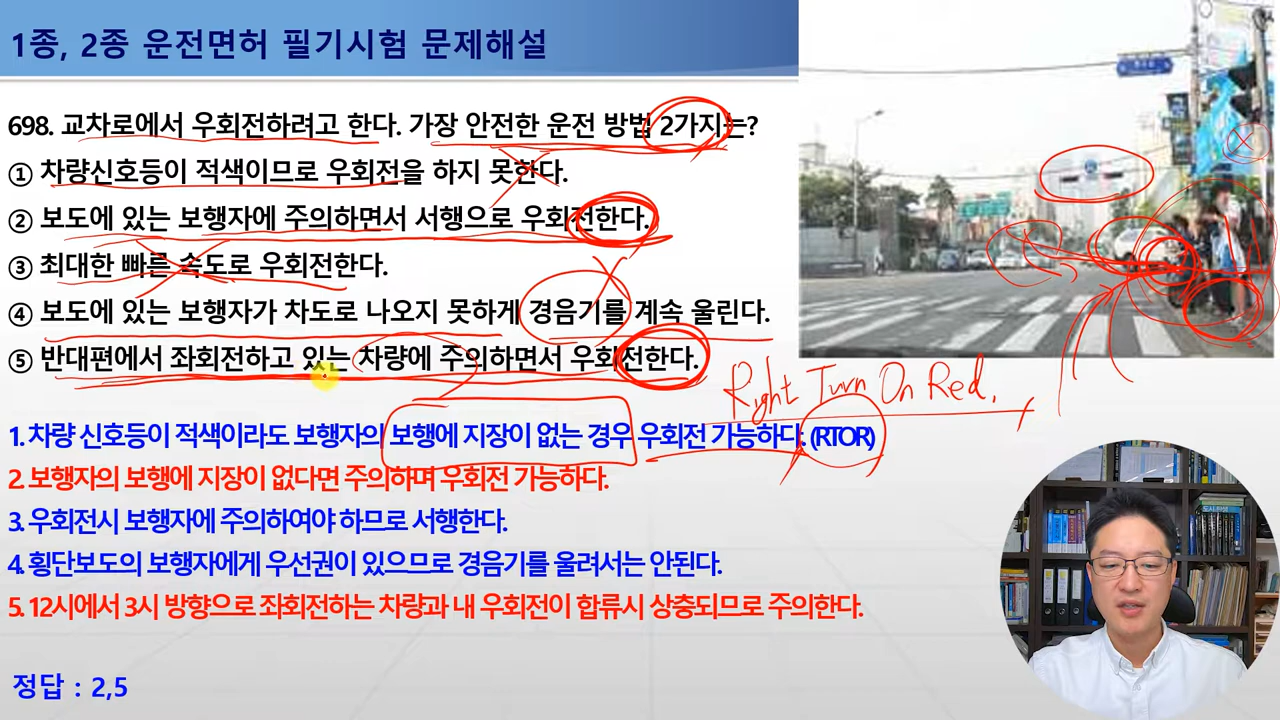 1종, 2종 운전면허 필기시험 문제해설
698. 교차로에서 우회전하려고 한다. 가장 안전한 운전 방법 2가지는?
① 차량신호등이 적색이므로 우회전을 하지 못한다.
② 보도에 있는 보행자에 주의하면서 서행으로 우회전한다.
③ 최대한 빠른 속도로 우회전한다.
④ 보도에 있는 보행자가 차도로 나오지 못하게 경음기를 계속 울린다.
⑤ 반대편에서 좌회전하고 있는 차량에 주의하면서 우회전한다.
Right Turn On Red.
1. 차량 신호등이 적색이라도 보행자의 보행에 지장이 없는 경우 우회전 가능하다. (RTOR)
2. 보행자의 보행에 지장이 없다면 주의하며 우회전 가능하다.
3. 우회전시 보행자에 주의하여야 하므로 서행한다.
4. 횡단보도의 보행자에게 우선권이 있으므로 경음기를 울려서는 안된다.
5. 12시에서 3시 방향으로 좌회전하는 차량과 내 우회전이 합류시 상충되므로 주의한다.
정답 : 2,5